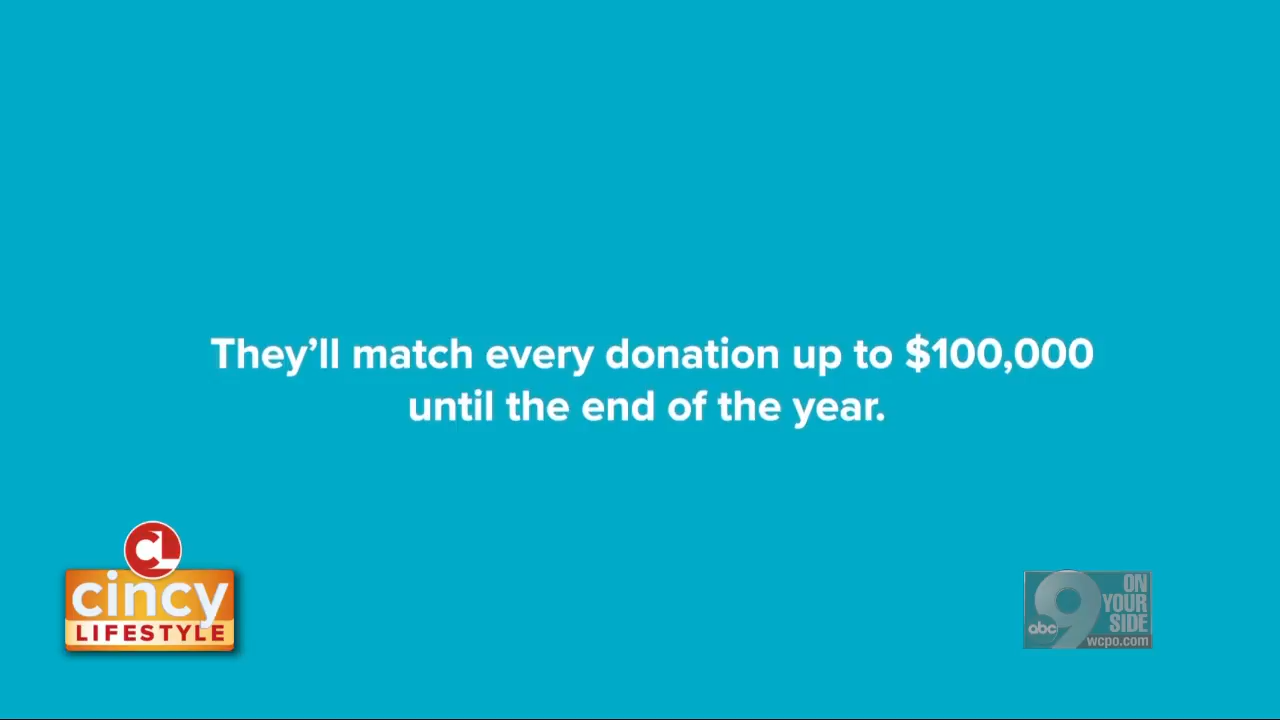 They'll match every donation up to $100,000
until the end of the year.
CL
cincy
LIFESTYLE
9
ON
YOUR
SIDE
abc
wcpo.com